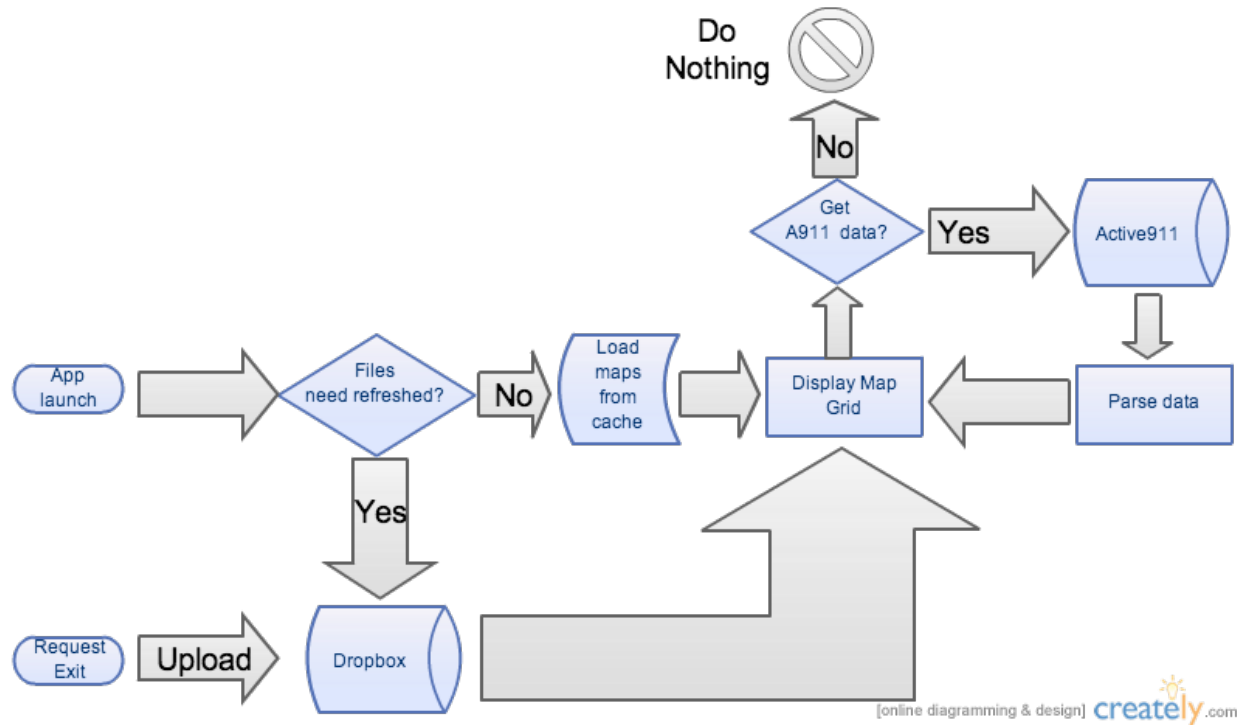 Do
Nothing
No
Get
A911 data?
Yes
Active911
App
launch
Files
need refreshed?
No
Load
maps
from
cache
Display Map
Grid
Parse data
Yes
Request
Exit
Upload
Dropbox
[online diagramming & design] creately.com